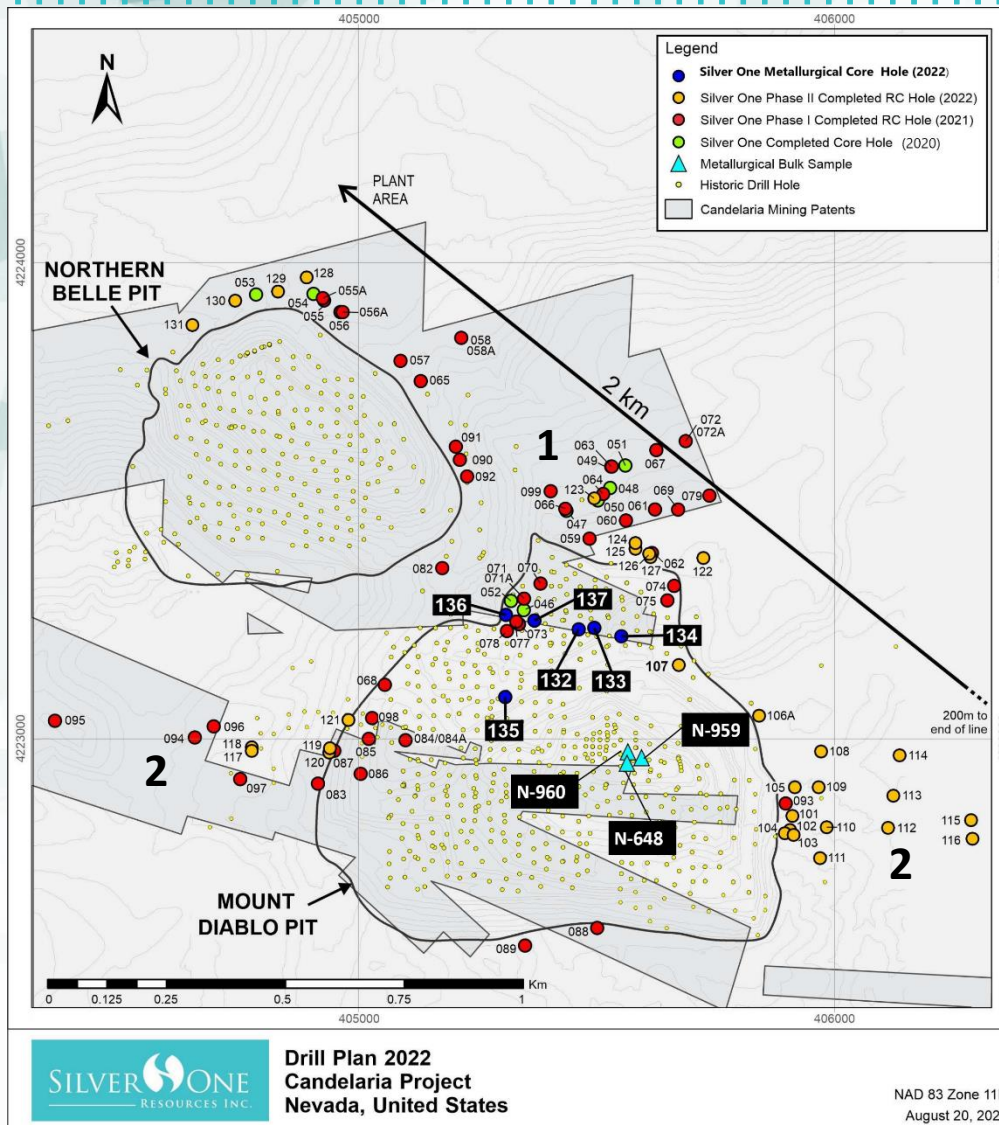 405000
406000
Legend
Silver One Metallurgical Core Hole (2022)
Silver One Phase II Completed RC Hole (2022)
Silver One Phase I Completed RC Hole (2021)
Silver One Completed Core Hole (2020)
Metallurgical Bulk Sample
Historic Drill Hole
Candelaria Mining Patents
N
PLANT
AREA
4224000
NORTHERN
BELLE PIT
128
129
053
130
131
054
055A
055
056
056A
058
058A
057
065
2 km
072
072A
091
090
092
1
063
051
049
067
064
123
048
099
050
061
069
079
066
047
060
059
124
125
126
127
062
122
082
070
071
071A
052
046
074
075
136
137
134
078
077
073
132
133
107
135
068
4223000
095
096
094
118
117
097
2
121
098
119
120
087
085
084/084A
086
083
N-959
N-960
N-648
106A
200m to
end of line
108
114
105
109
093
113
101
102
104
103
110
112
115
116
111
2
MOUNT
DIABLO PIT
088
089
Km
0
0.125
0.25
0.5
0.75
1
405000
406000
SILVER ONE
RESOURCES INC.
Drill Plan 2022
Candelaria Project
Nevada, United States
NAD 83 Zone 11
August 20, 202